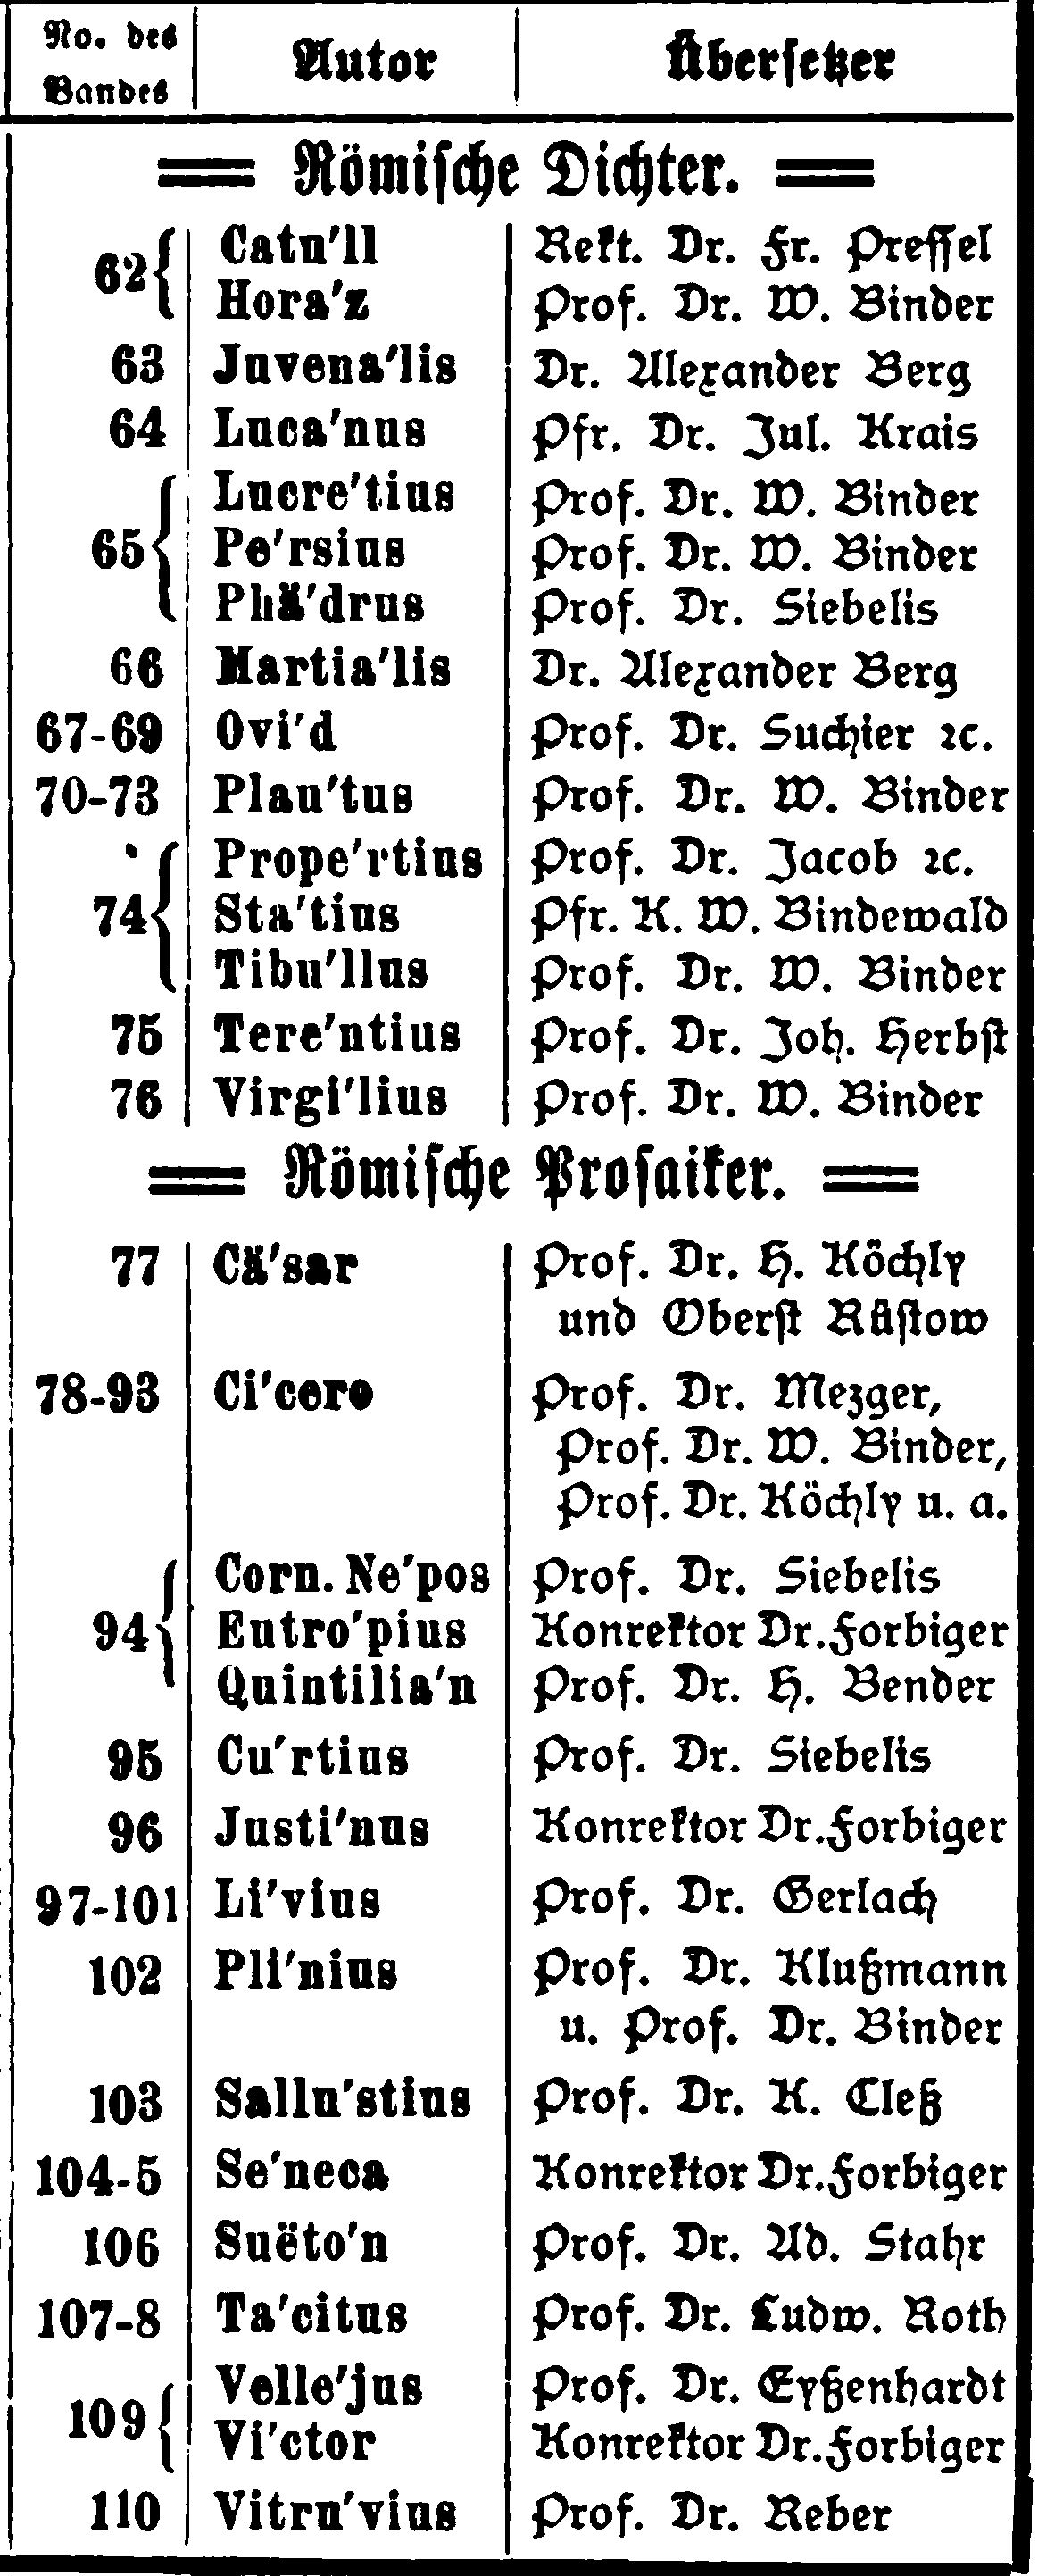 No. des Bandes Autor Übersetzer
Römische Dichter.
62 Catu'll Rekt. Dr. Fr. Pressel
Hora'z Prof. Dr. W. Binder
63 Juvena'lis Dr. Alexander Berg
64 Luca'nus Pfr. Dr. Jul. Krais
Lucre'tius Prof. Dr. W. Binder
65 Pe'rsius Prof. Dr. W. Binder
Phä'drus Prof. Dr. Siebelis
66 Martia'lis Dr. Alexander Berg
67-69 Ovi'd Prof. Dr. Suchier ꝛc.
70-73 Plau'tus Prof. Dr. W. Binder
Prope'rtius Prof. Dr. Jacob ꝛc.
74 Sta'tius Pfr. K. W. Bindewald
Tibu'llus Prof. Dr. W. Binder
75 Tere'ntius Prof. Dr. Joh. Herbst
76 Virgi'lius Prof. Dr. W. Binder
Römische Prosaiker.
77 Cä'sar Prof. Dr. H. Köchly
und Oberst Rüstow
78-93 Ci'cero Prof. Dr. Mezger,
Prof. Dr. W. Binder,
Prof. Dr. Köchly u. a.
Corn. Ne'pos Prof. Dr. Siebelis
94 Eutro'pius Konrektor Dr. Forbiger
Quintilia'n Prof. Dr. H. Bender
95 Cu'rtius Prof. Dr. Siebelis
96 Justi'nus Konrektor Dr. Forbiger
97-101 Li'vius Prof. Dr. Gerlach
102 Pli'nius Prof. Dr. Klußmann
u. Prof. Dr. Binder
103 Sallu'stius Prof. Dr. K. Cleß
104-5 Se'neca Konrektor Dr. Forbiger
106 Suëto'n Prof. Dr. Ad. Stahr
107-8 Ta'citus Prof. Dr. Ludw. Roth
109 Velle'jus Prof. Dr. Eyßenhardt
Vi'ctor Konrektor Dr. Forbiger
110 Vitru'vius Prof. Dr. Reber